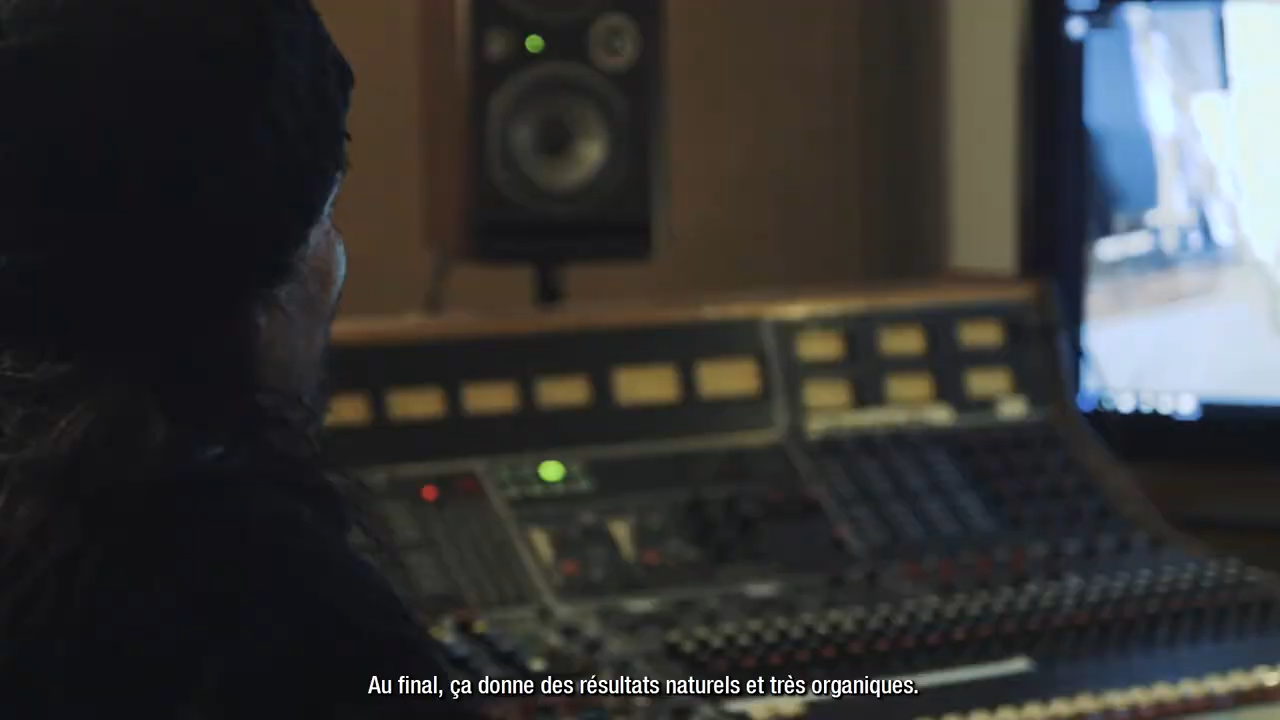 Au final, ça donne des résultats naturels et très organiques.